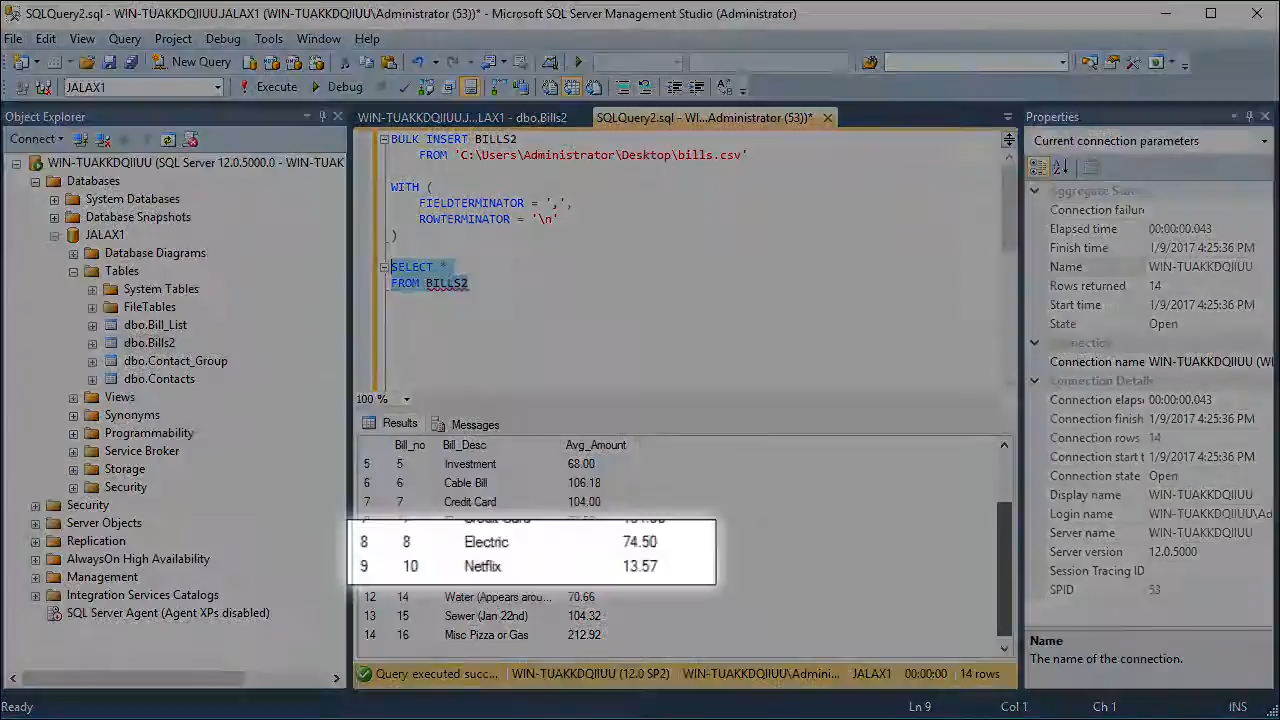 SQLQuery2.sql - WIN-TUAKKDQIIUU.JALAX1 (WIN-TUAKKDQIIUU\Administrator (53))* - Microsoft SQL Server Management Studio (Administrator)
File Edit View Query Project Debug Tools Window Help
New Query
JALAX1 Execute Debug
Object Explorer
Connect
WIN-TUAKKDQIIUU (SQL Server 12.0.5000.0 - WIN-TUAK
Databases
System Databases
Database Snapshots
JALAX1
Database Diagrams
Tables
System Tables
FileTables
dbo.Bill_List
dbo.Bills2
dbo.Contact_Group
dbo.Contacts
Views
Synonyms
Programmability
Service Broker
Storage
Security
Security
Server Objects
Replication
AlwaysOn High Availability
Management
Integration Services Catalogs
SQL Server Agent (Agent XPs disabled)
WIN-TUAKKDQIIUU.J...LAX1 - dbo.Bills2
SQLQuery2.sql - WI...Administrator (53))*
BULK INSERT BILLS2
FROM 'C:\Users\Administrator\Desktop\bills.csv'
WITH (
FIELDTERMINATOR = ',',
ROWTERMINATOR = '\n'
)
SELECT *
FROM BILLS2
100 %
Results Messages
Bill_no Bill_Desc Avg_Amount
5 5 Investment 68.00
6 6 Cable Bill 106.18
7 7 Credit Card 104.00
8 8 Electric 74.50
9 10 Netflix 13.57
12 14 Water (Appears arou... 70.66
13 15 Sewer (Jan 22nd) 104.32
14 16 Misc Pizza or Gas 212.92
Query executed succ... WIN-TUAKKDQIIUU (12.0 SP2) WIN-TUAKKDQIIUU\Admini... JALAX1 00:00:00 14 rows
Properties
Current connection parameters
Connection failure
Elapsed time 00:00:00.043
Finish time 1/9/2017 4:25:36 PM
Name WIN-TUAKKDQIIUU
Rows returned 14
Start time 1/9/2017 4:25:36 PM
State Open
Connection
Connection name WIN-TUAKKDQIIUU (WI
Connection Details
Connection elaps 00:00:00.043
Connection finish 1/9/2017 4:25:36 PM
Connection rows 14
Connection start t 1/9/2017 4:25:36 PM
Connection state Open
Display name WIN-TUAKKDQIIUU
Login name WIN-TUAKKDQIIUU\Ad
Server name WIN-TUAKKDQIIUU
Server version 12.0.5000
Session Tracing ID
SPID 53
Name
The name of the connection.
Ready Ln 9 Col 1 Ch 1 INS